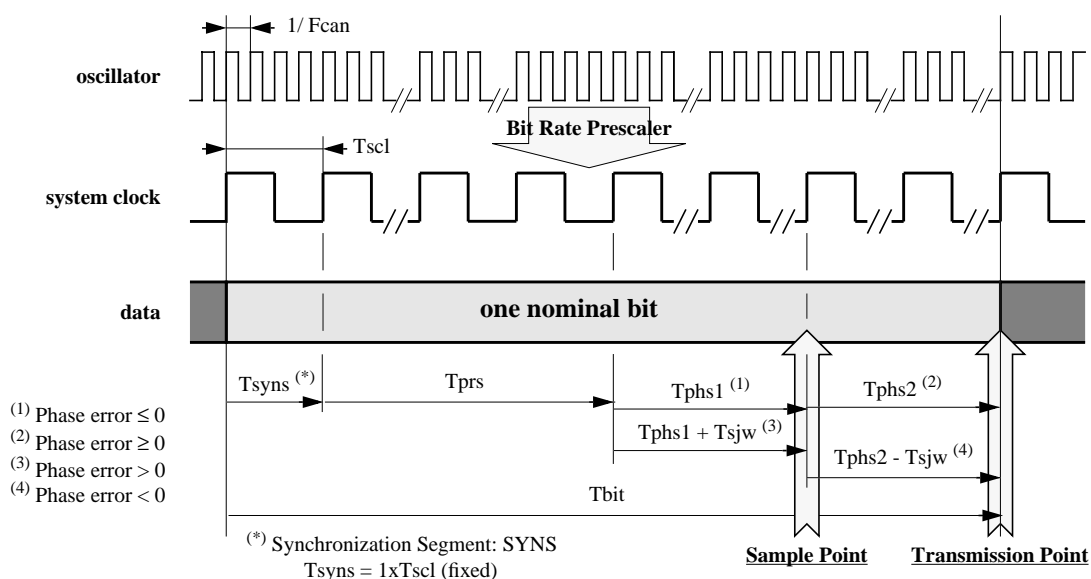 1/ Fcan
oscillator
Bit Rate Prescaler
Tscl
system clock
data
one nominal bit
Tsyns (*)
Tprs
Tphs1 (1)
Tphs2 (2)
(1) Phase error ≤ 0
(2) Phase error ≥ 0
(3) Phase error > 0
(4) Phase error < 0
Tphs1 + Tsjw (3)
Tphs2 - Tsjw (4)
Tbit
(*) Synchronization Segment: SYNS
Tsyns = 1xTscl (fixed)
Sample Point
Transmission Point